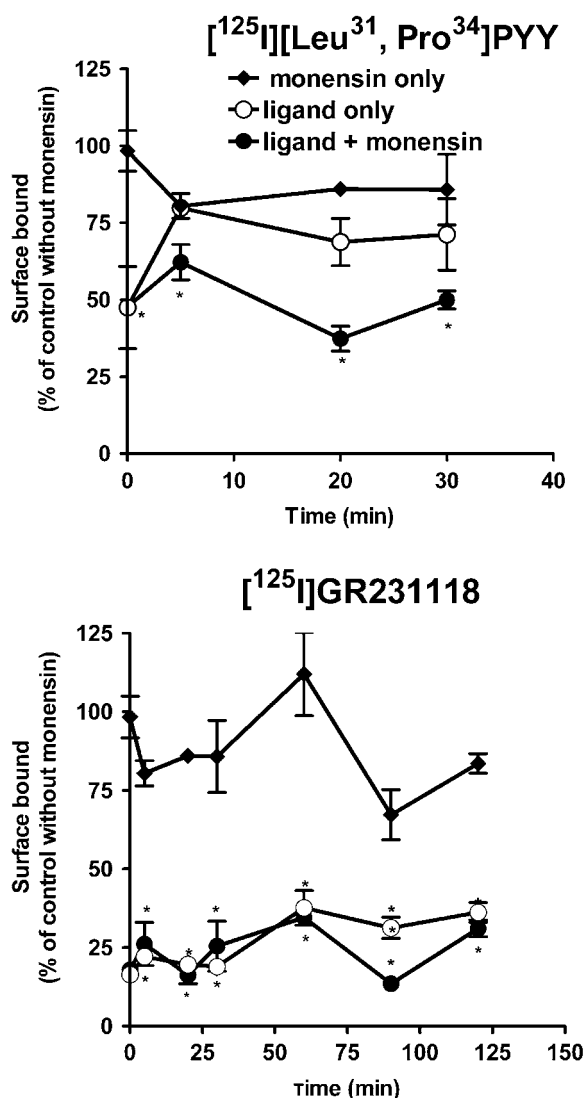 [¹²⁵I][Leu³¹, Pro³⁴]PYY
monensin only
ligand only
ligand + monensin
Surface bound
(% of control without monensin)
125
100
75
50
25
0
* * * *
0 10 20 30 40
Time (min)
[¹²⁵I]GR231118
Surface bound
(% of control without monensin)
125
100
75
50
25
0
* * * * * * * * * * * *
0 25 50 75 100 125 150
Time (min)